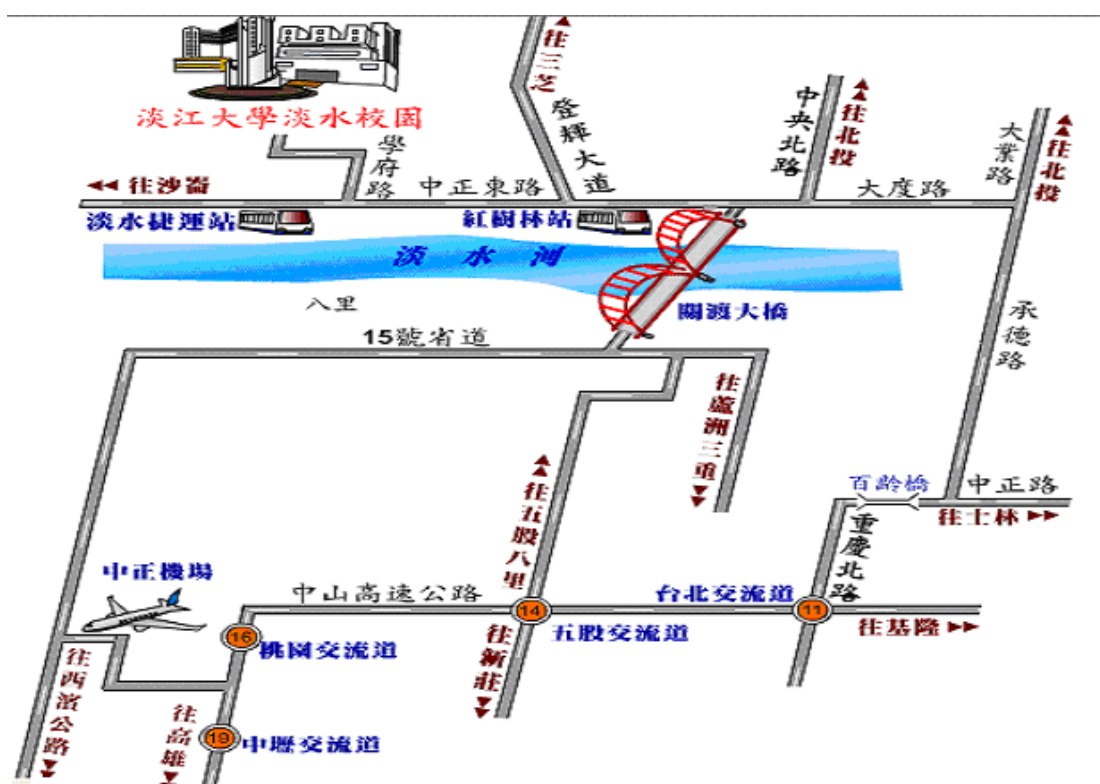 往三芝
淡江大學淡水校園
登輝大道
中央北路
往北投
大業路
往北投
學府路
往沙崙
中正東路
大度路
淡水捷運站
紅樹林站
淡水河
八里
關渡大橋
15號省道
承德路
往蘆洲三重
往五股八里
百齡橋
中正路
往士林
重慶北路
中正機場
中山高速公路
台北交流道
14
11
16
往基隆
五股交流道
桃園交流道
往新莊
往西濱公路
往高雄
19
中壢交流道